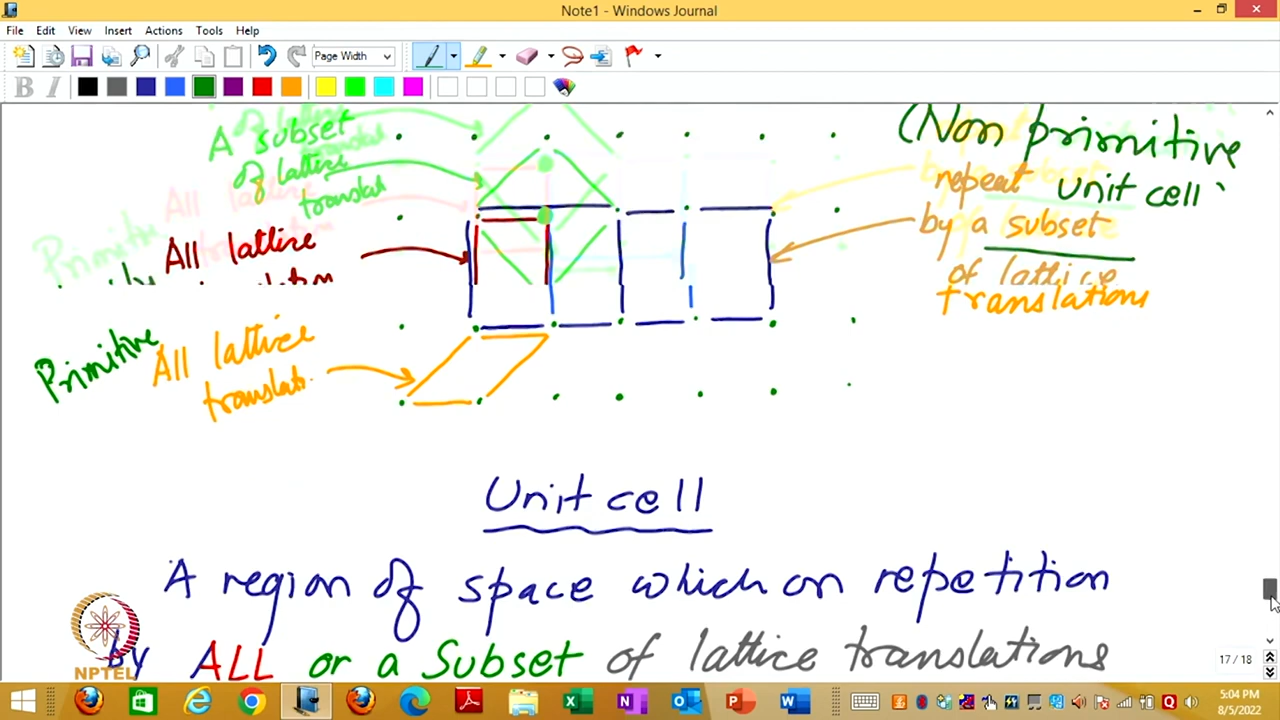 Note1 - Windows Journal
File Edit View Insert Actions Tools Help
Page Width
B I
A subset
of lattice
translat
(Non primitive
repeat unit cell
by a subset
of lattice
translations
All lattice
Primitive
All lattice
translati.
Unit cell
A region of space which on repetition
by ALL or a Subset of lattice translations
NPTEL
17 / 18
5:04 PM
8/5/2022